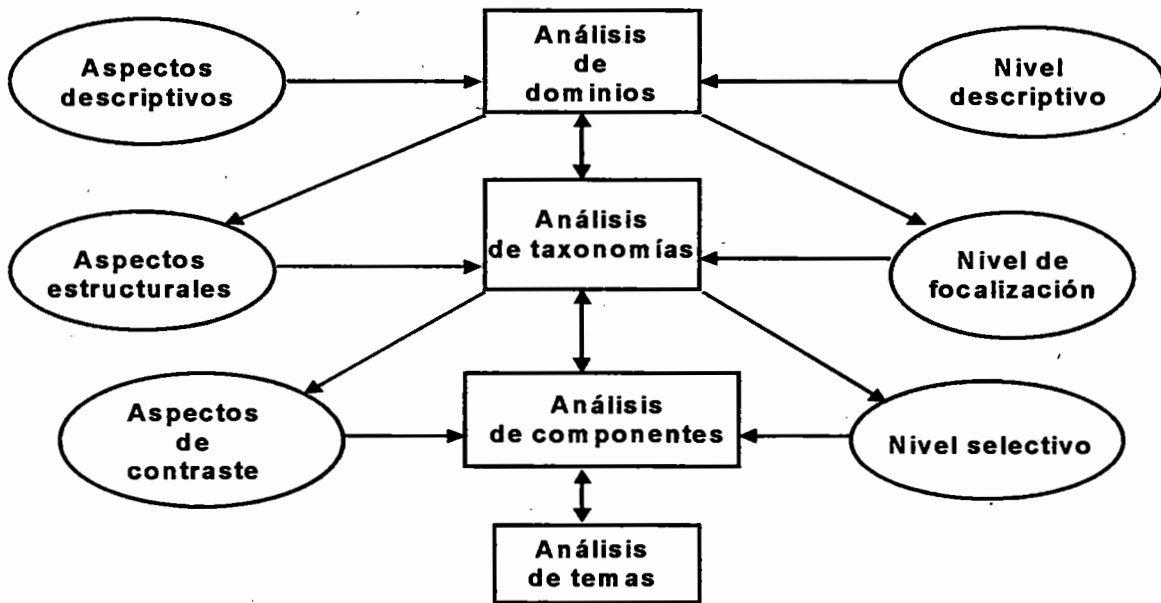 Aspectos
descriptivos
Análisis
de
dominios
Nivel
descriptivo
Aspectos
estructurales
Análisis
de taxonomías
Nivel de
focalización
Aspectos
de
contraste
Análisis
de componentes
Nivel selectivo
Análisis
de temas